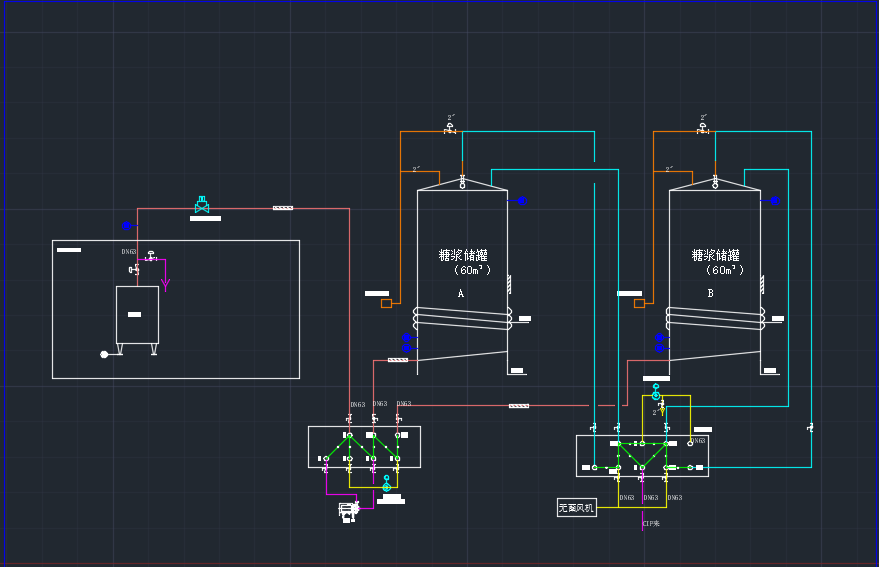 2″
2″
2″
2″
DN63
糖浆储罐
(60m³)
A
糖浆储罐
(60m³)
B
DN63
DN63
DN63
2″
DN63
DN63
DN63
DN63
无菌风机
CIP来